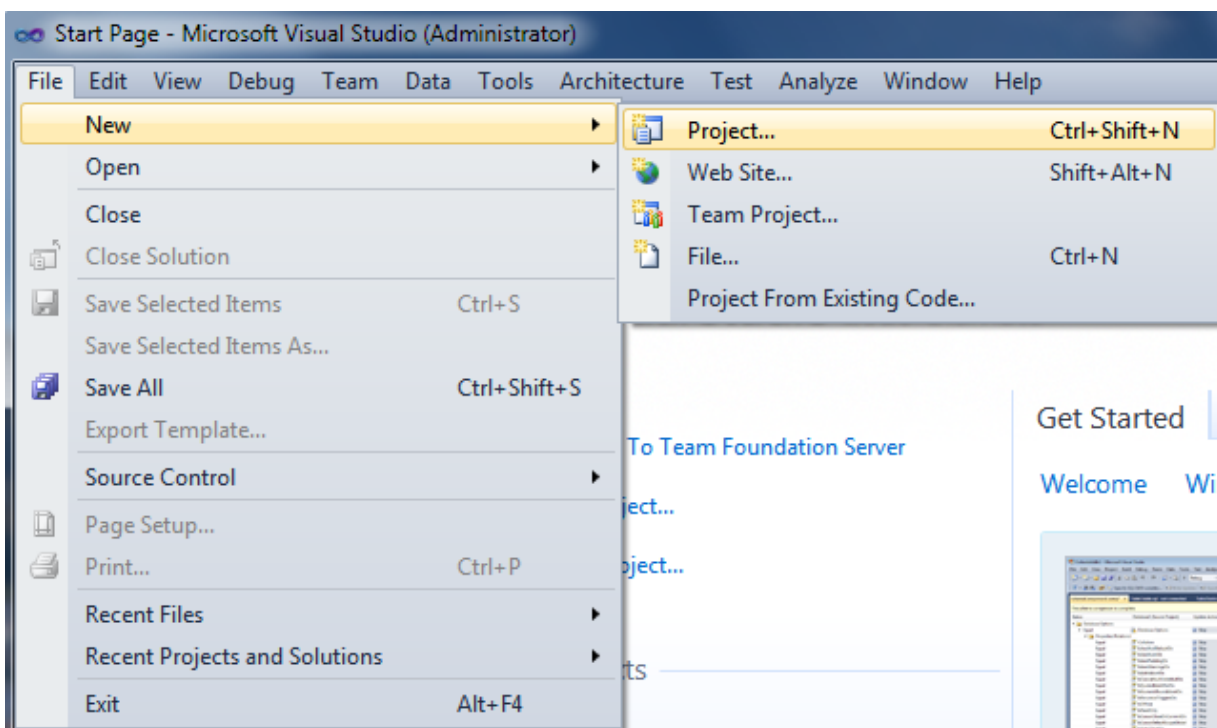 Start Page - Microsoft Visual Studio (Administrator)
File Edit View Debug Team Data Tools Architecture Test Analyze Window Help
New
Open
Close
Close Solution
Save Selected Items Ctrl+S
Save Selected Items As...
Save All Ctrl+Shift+S
Export Template...
Source Control
Page Setup...
Print... Ctrl+P
Recent Files
Recent Projects and Solutions
Exit Alt+F4
Project... Ctrl+Shift+N
Web Site... Shift+Alt+N
Team Project...
File... Ctrl+N
Project From Existing Code...
To Team Foundation Server
ject...
oject...
ts
Get Started
Welcome Wi